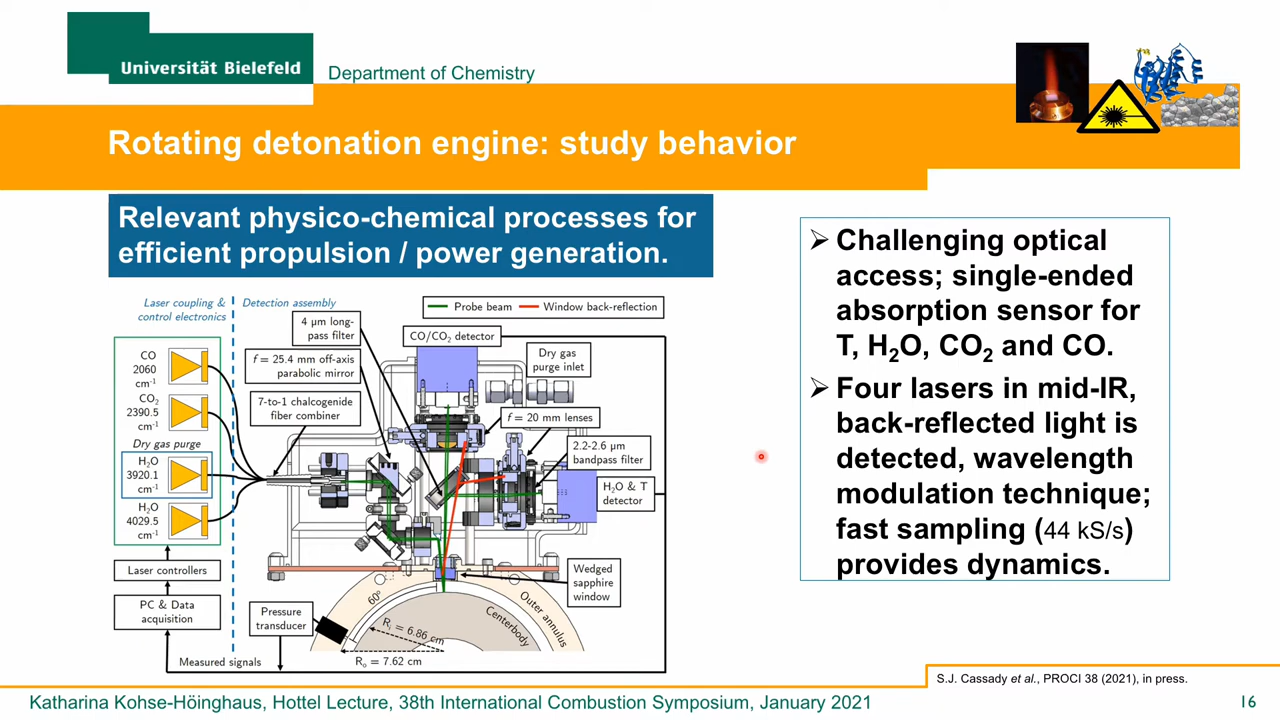 Universität Bielefeld
Department of Chemistry
Rotating detonation engine: study behavior
Relevant physico-chemical processes for
efficient propulsion / power generation.
Laser coupling &
control electronics
Detection assembly
Probe beam
Window back-reflection
4 μm long-
pass filter
CO/CO₂ detector
f = 25.4 mm off-axis
parabolic mirror
Dry gas
purge inlet
7-to-1 chalcogenide
fiber combiner
f = 20 mm lenses
2.2-2.6 μm
bandpass filter
H₂O & T
detector
CO
2060
cm⁻¹
CO₂
2390.5
cm⁻¹
Dry gas purge
H₂O
3920.1
cm⁻¹
H₂O
4029.5
cm⁻¹
Laser controllers
PC & Data
acquisition
Measured signals
Pressure
transducer
60°
Rᵢ = 6.86 cm
Rₒ = 7.62 cm
Centerbody
Outer annulus
Wedged
sapphire
window
➢ Challenging optical
access; single-ended
absorption sensor for
T, H₂O, CO₂ and CO.
➢ Four lasers in mid-IR,
back-reflected light is
detected, wavelength
modulation technique;
fast sampling (44 kS/s)
provides dynamics.
S.J. Cassady et al., PROCI 38 (2021), in press.
Katharina Kohse-Höinghaus, Hottel Lecture, 38th International Combustion Symposium, January 2021
16